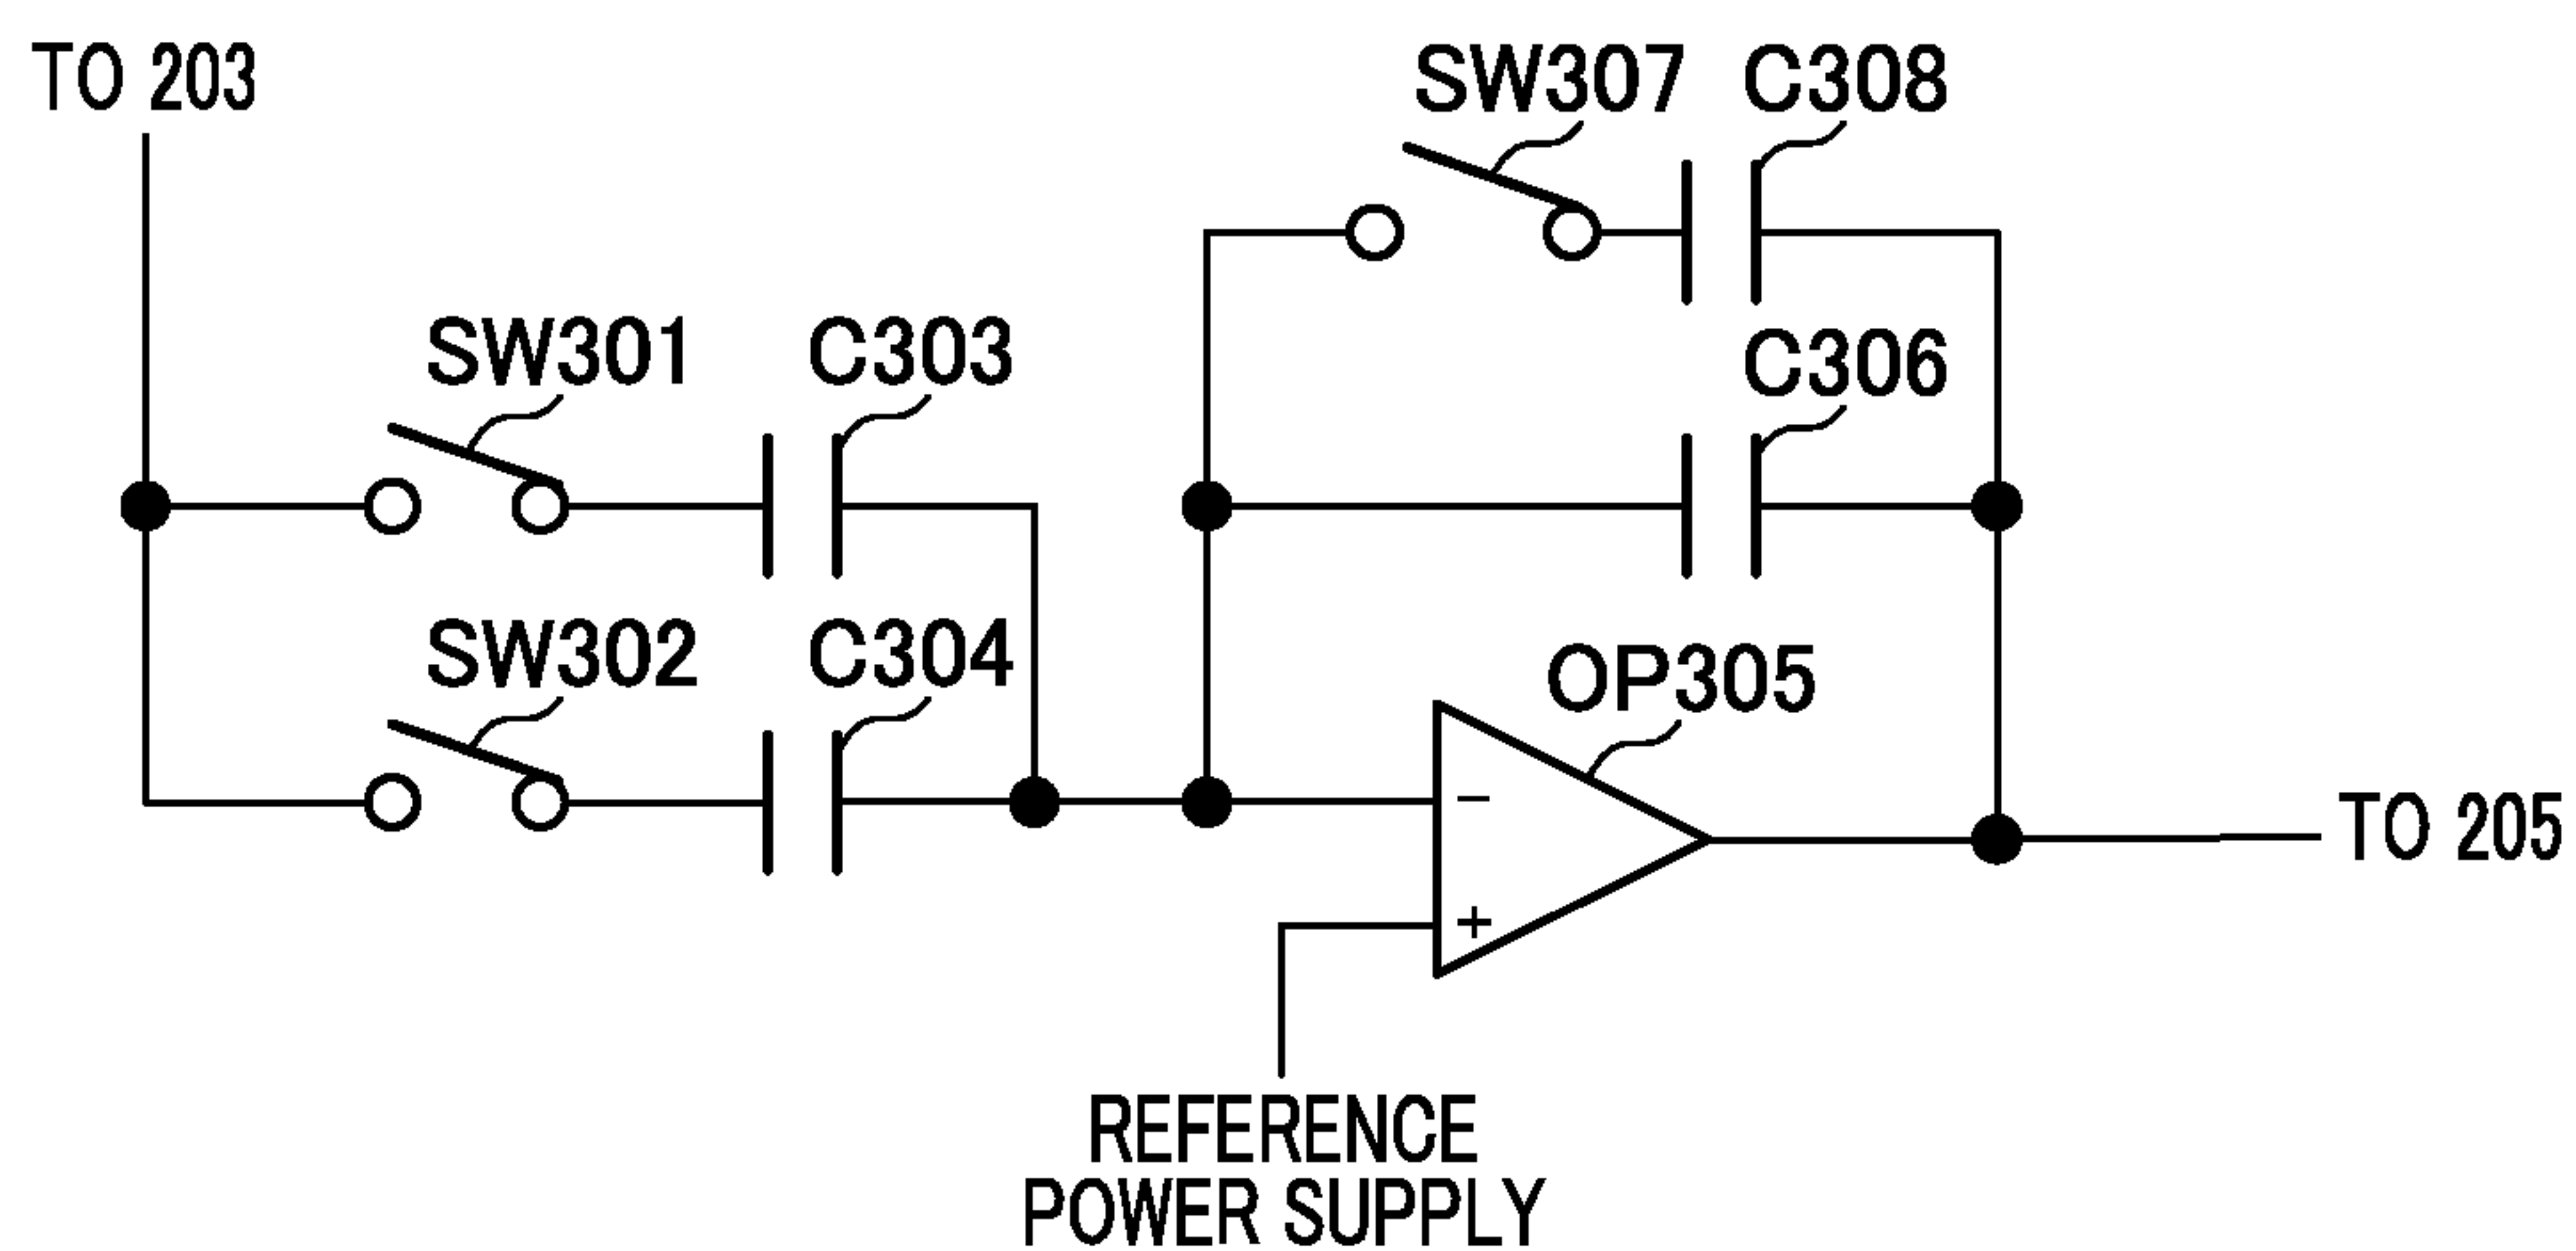 TO 203
SW307
C308
SW301
C303
C306
SW302
C304
OP305
−
+
TO 205
REFERENCE
POWER SUPPLY